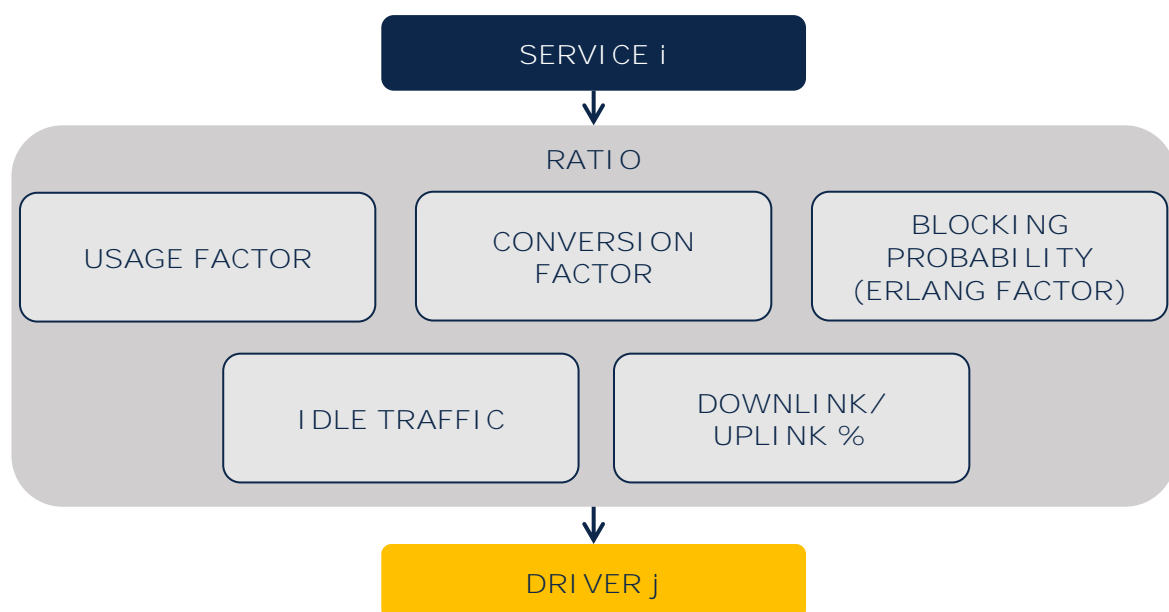 SERVICE i
RATIO
USAGE FACTOR
CONVERSION
FACTOR
BLOCKING
PROBABILITY
(ERLANG FACTOR)
IDLE TRAFFIC
DOWNLINK/
UPLINK %
DRIVER j